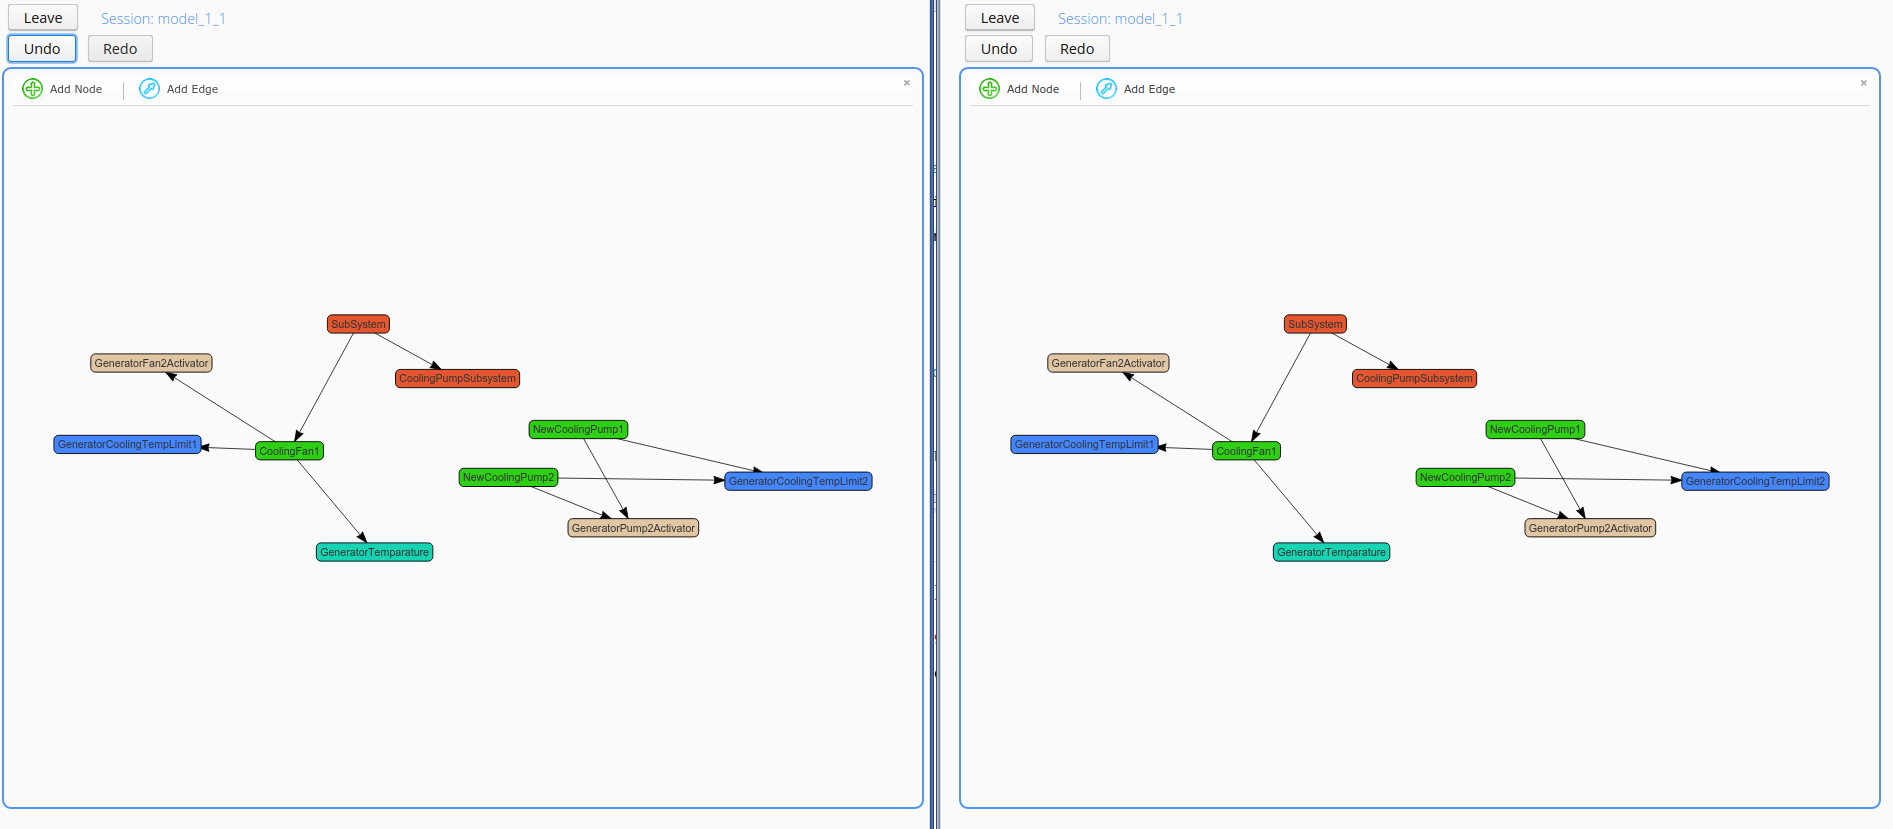 Leave
Session: model_1_1
Undo
Redo
Add Node
Add Edge
×
SubSystem
GeneratorFan2Activator
CoolingPumpSubsystem
NewCoolingPump1
GeneratorCoolingTempLimit1
CoolingFan1
NewCoolingPump2
GeneratorCoolingTempLimit2
GeneratorPump2Activator
GeneratorTemparature
Leave
Session: model_1_1
Undo
Redo
Add Node
Add Edge
×
SubSystem
GeneratorFan2Activator
CoolingPumpSubsystem
NewCoolingPump1
GeneratorCoolingTempLimit1
CoolingFan1
NewCoolingPump2
GeneratorCoolingTempLimit2
GeneratorPump2Activator
GeneratorTemparature